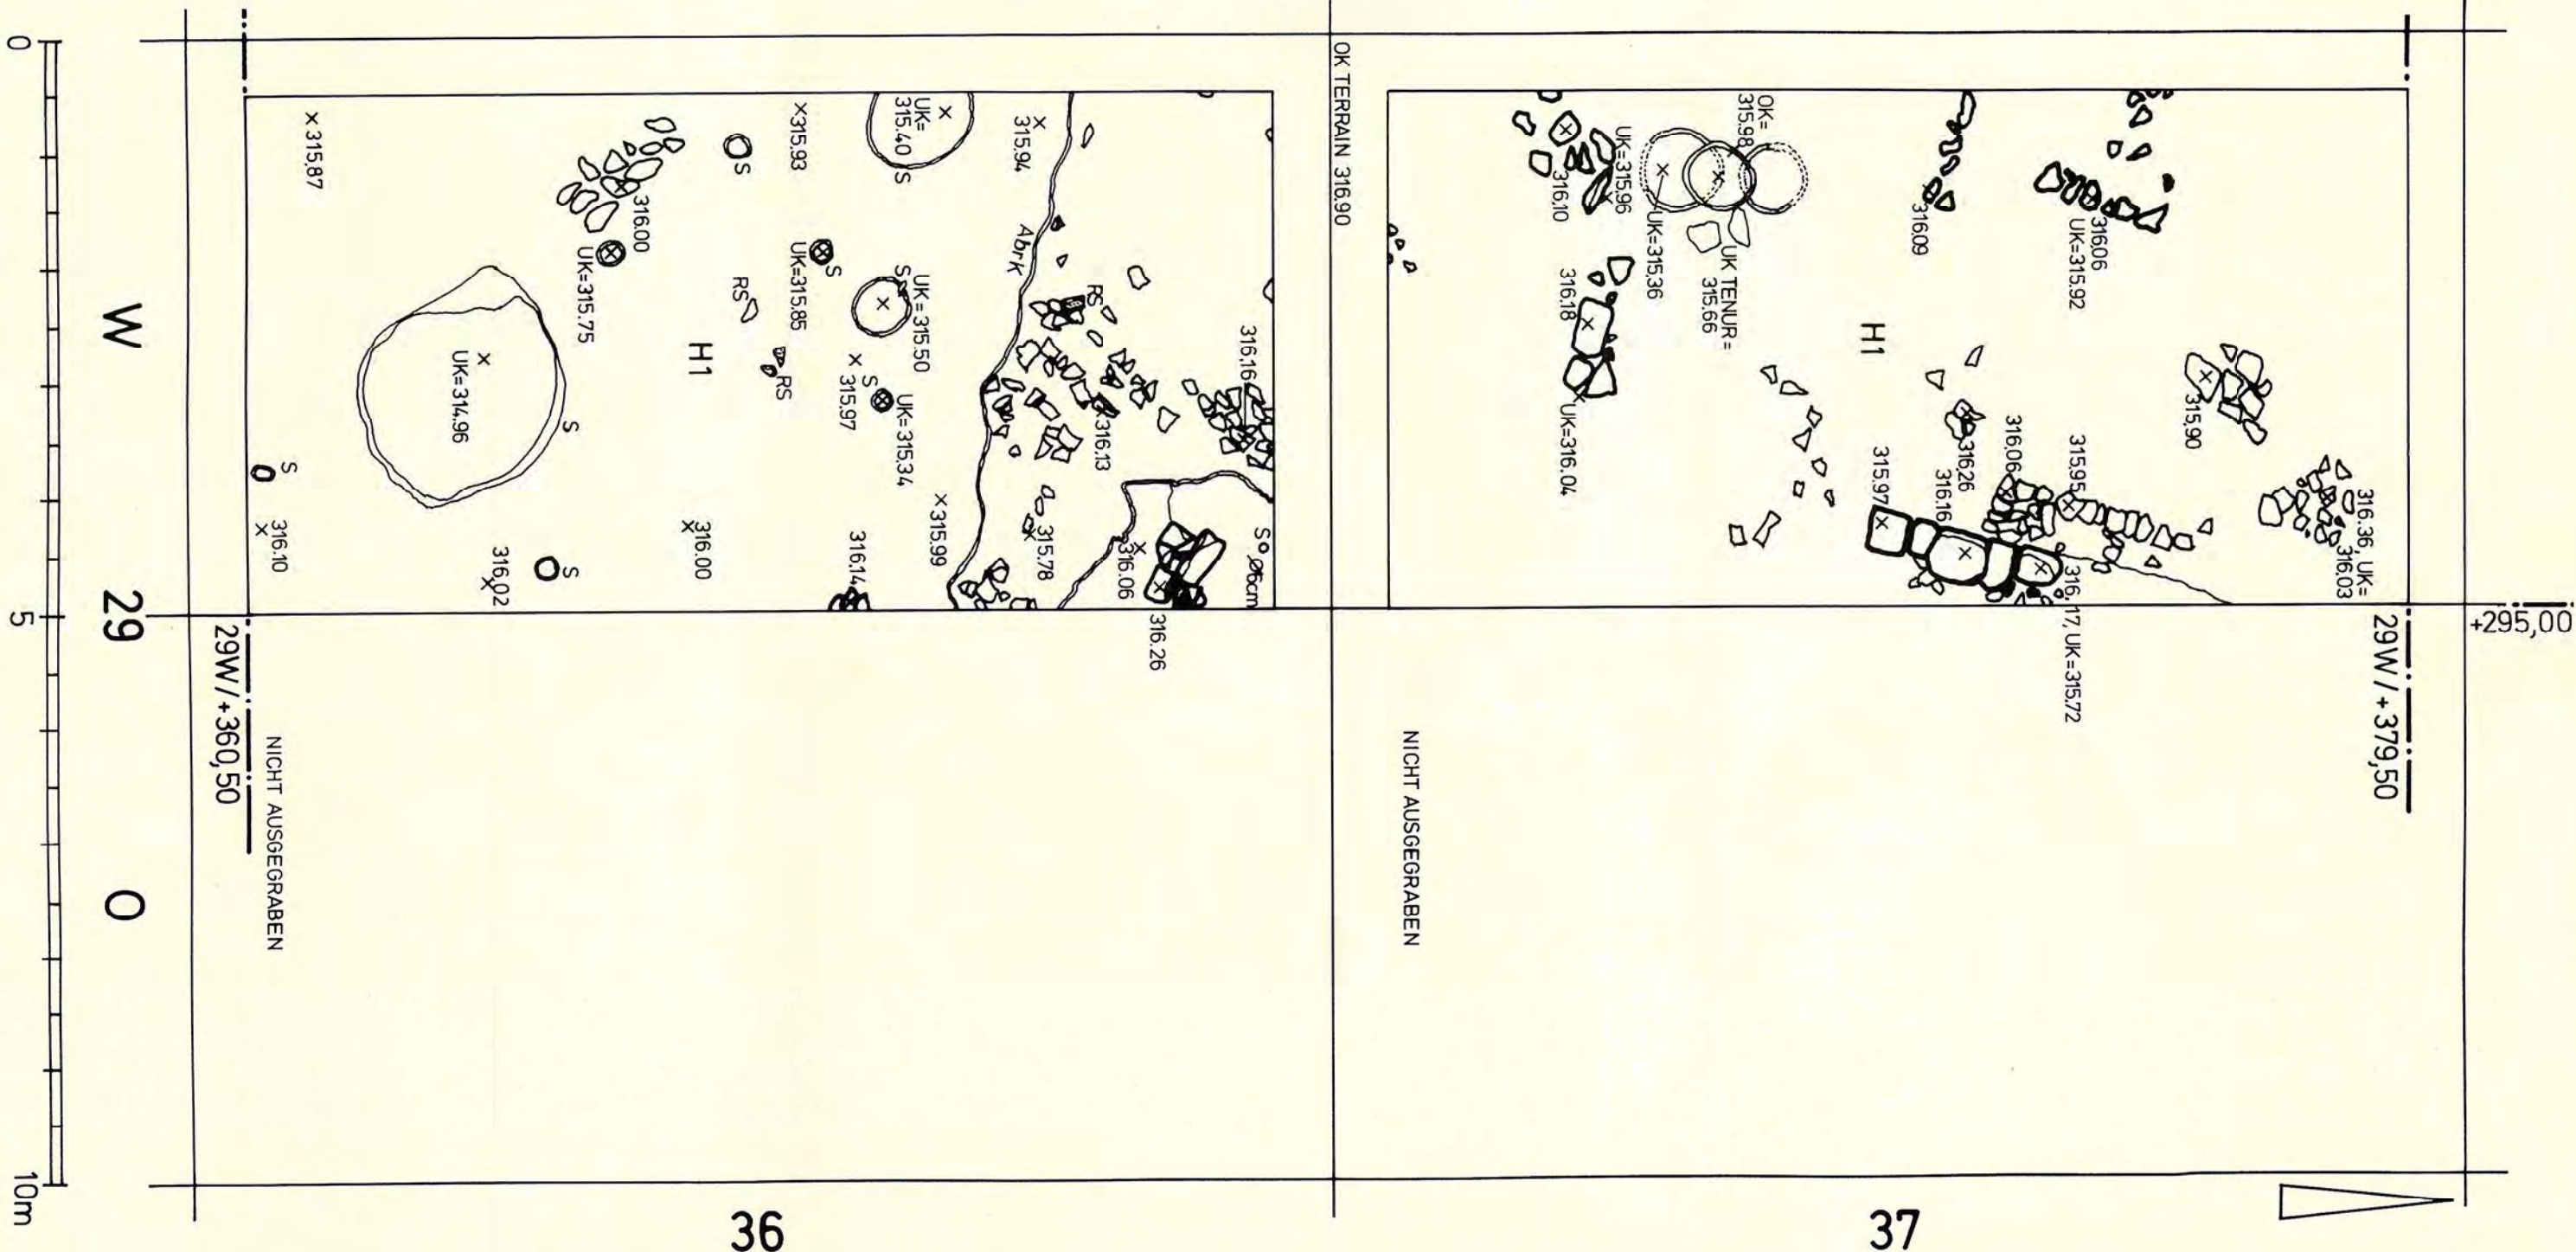 0
5
10m
W
29
O
36
37
29W/+360,50
29W/+379,50
+295,00
OK TERRAIN 316.90
NICHT AUSGEGRABEN
NICHT AUSGEGRABEN
H1
H1
×315,87
316.00
UK=315.75
S
×315.93
UK=
315.40
S
315.94
Abrk
UK=315.85
S
RS
RS
S
UK=315.50
315.97
S
UK=315.34
UK=314.96
S
S
316.10
316.02
S
316.00
316.14
×315.99
RS
316.13
316.16
315.78
316.06
316.26
S
Ø6cm
316.10
UK=315.96
OK=
315.98
UK=315.36
UK TENUR=
315.66
316.18
UK=316.04
316.09
316.06
UK=315.92
315.90
315.97
316.16
316.26
316.06
315.95
316.17, UK=315.72
316.36, UK=
316.03